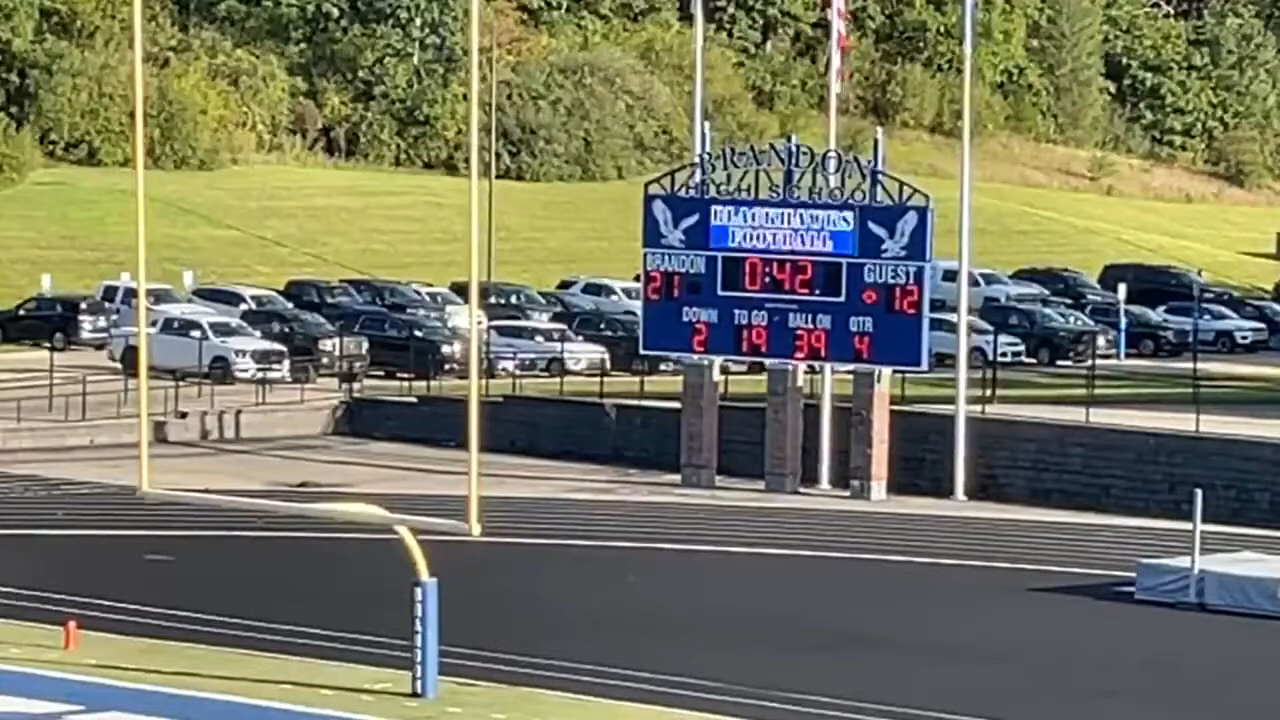 BRANDON
HIGH SCHOOL
BLACKHAWKS
FOOTBALL
BRANDON 0:42 GUEST
21 12
DOWN TO GO BALL ON QTR
2 19 39 4